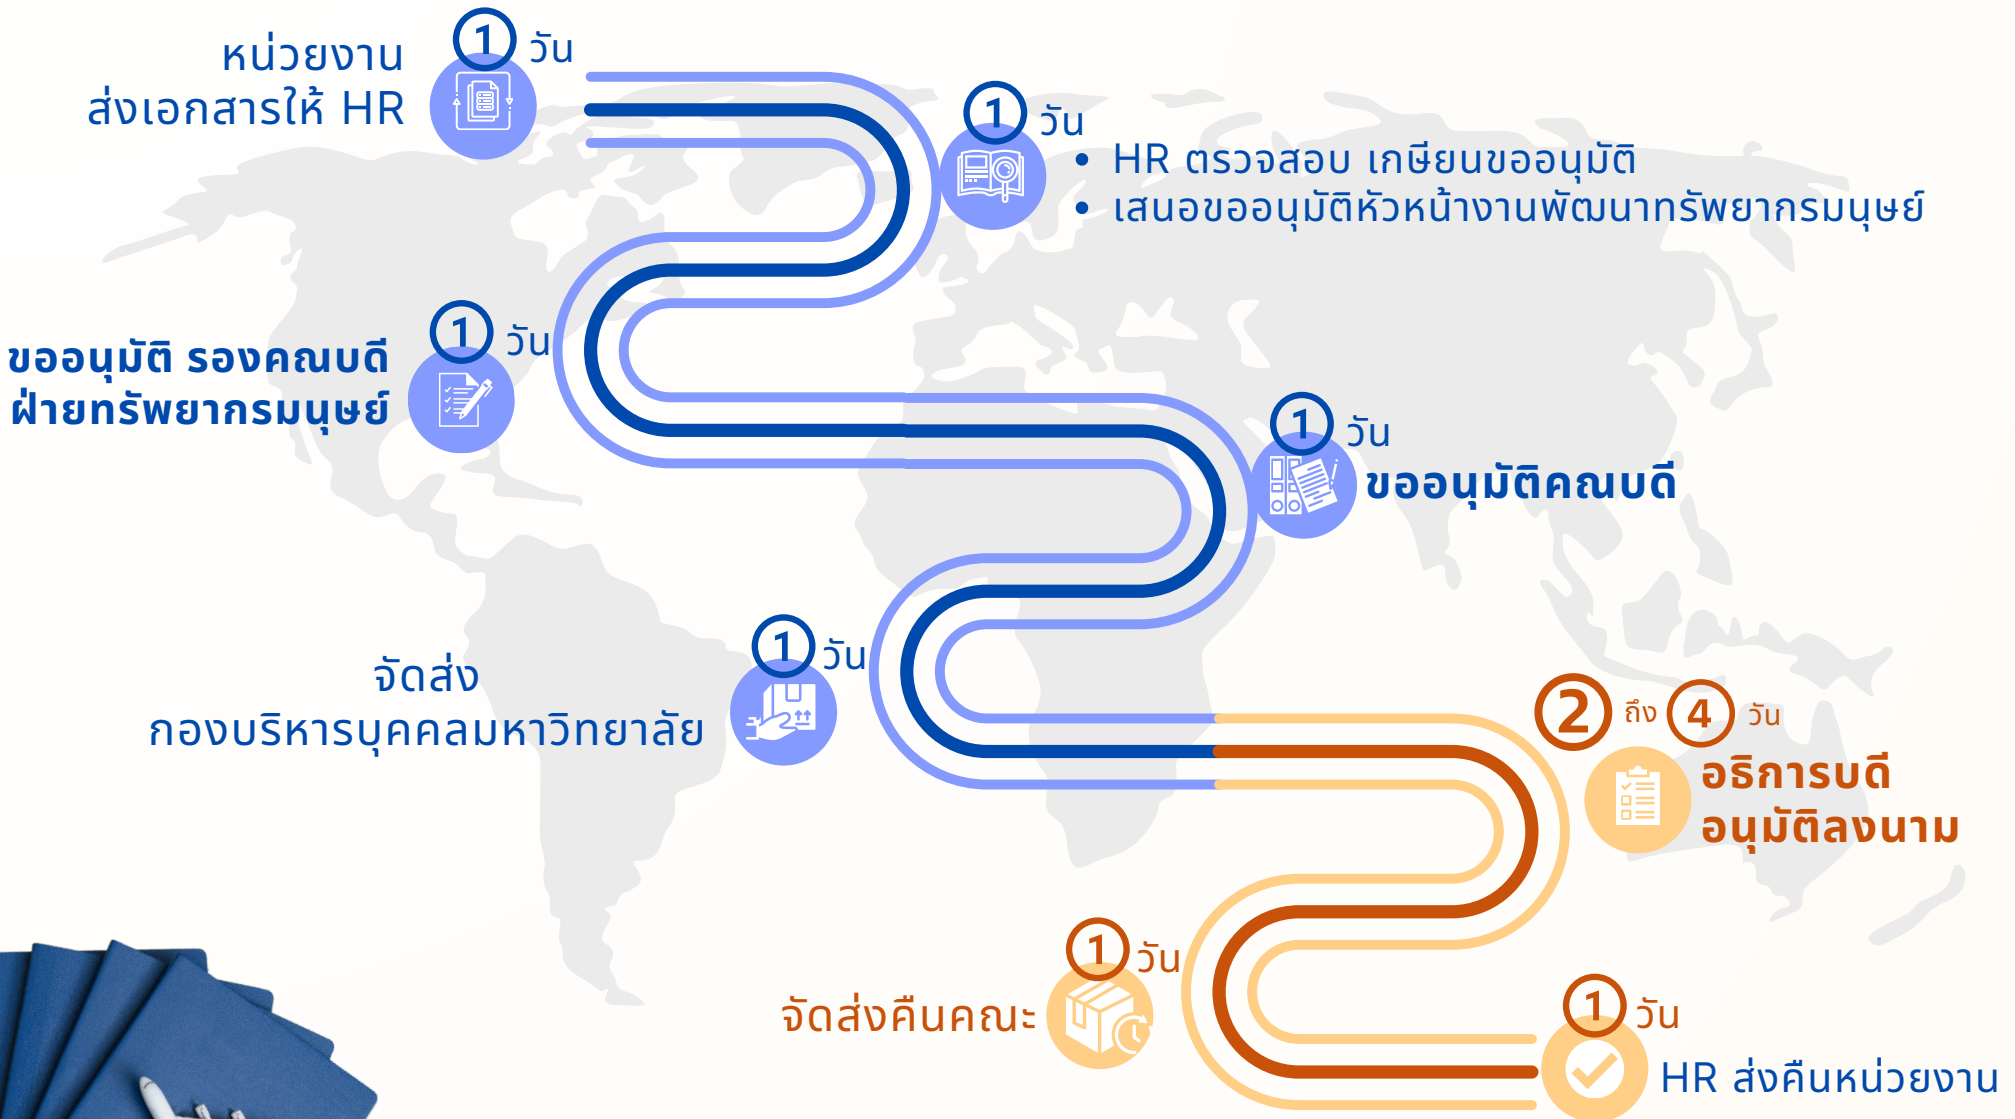 1 วัน
หน่วยงาน
ส่งเอกสารให้ HR
1 วัน
• HR ตรวจสอบ เกษียนขออนุมัติ
• เสนอขออนุมัติหัวหน้างานพัฒนาทรัพยากรมนุษย์
1 วัน
ขออนุมัติ รองคณบดี
ฝ่ายทรัพยากรมนุษย์
1 วัน
ขออนุมัติคณบดี
1 วัน
จัดส่ง
กองบริหารบุคคลมหาวิทยาลัย
2 ถึง 4 วัน
อธิการบดี
อนุมัติลงนาม
1 วัน
จัดส่งคืนคณะ
1 วัน
HR ส่งคืนหน่วยงาน